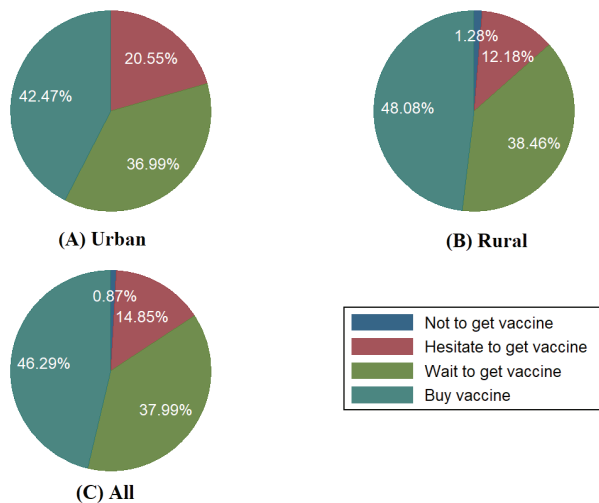 20.55%
42.47%
36.99%
(A) Urban
1.28%
12.18%
48.08%
38.46%
(B) Rural
0.87%
14.85%
46.29%
37.99%
(C) All
Not to get vaccine
Hesitate to get vaccine
Wait to get vaccine
Buy vaccine